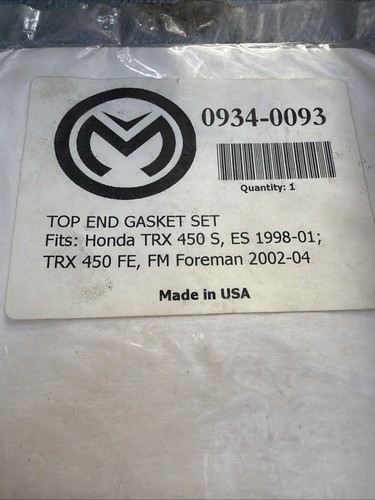 0934-0093
Quantity: 1
TOP END GASKET SET
Fits: Honda TRX 450 S, ES 1998-01;
TRX 450 FE, FM Foreman 2002-04
Made in USA